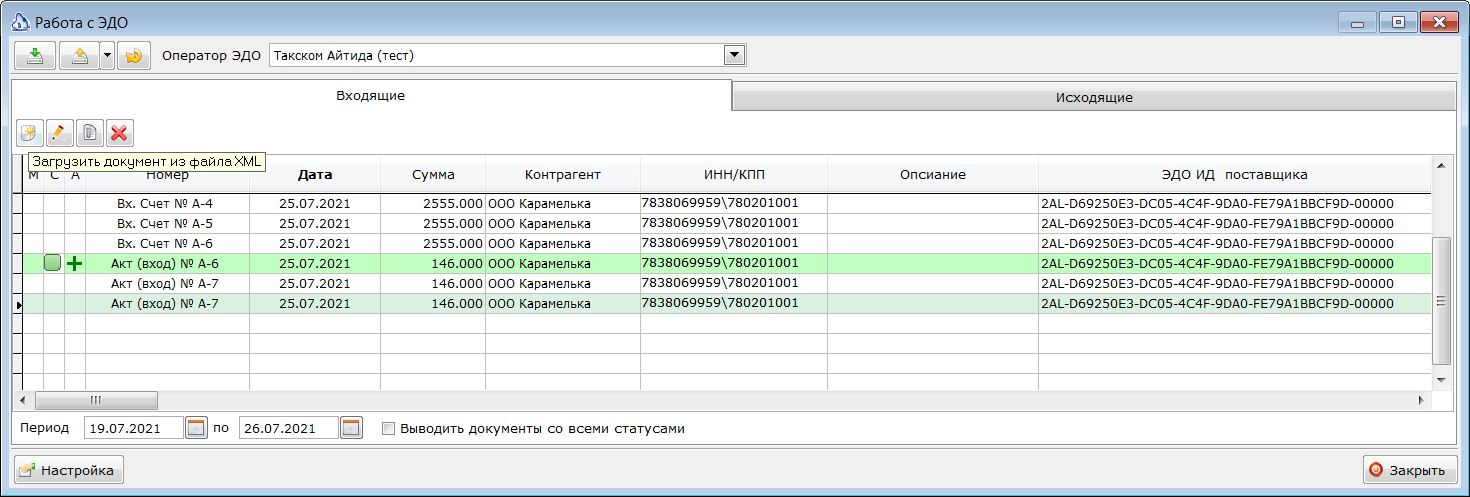 Работа с ЭДО
Оператор ЭДО Такском Айтида (тест)
Входящие Исходящие
Загрузить документ из файла XML
М С А Номер Дата Сумма Контрагент ИНН/КПП Опсиание ЭДО ИД поставщика
Вх. Счет № А-4 25.07.2021 2555.000 ООО Карамелька 7838069959\780201001 2AL-D69250E3-DC05-4C4F-9DA0-FE79A1BBCF9D-00000
Вх. Счет № А-5 25.07.2021 2555.000 ООО Карамелька 7838069959\780201001 2AL-D69250E3-DC05-4C4F-9DA0-FE79A1BBCF9D-00000
Вх. Счет № А-6 25.07.2021 2555.000 ООО Карамелька 7838069959\780201001 2AL-D69250E3-DC05-4C4F-9DA0-FE79A1BBCF9D-00000
Акт (вход) № А-6 25.07.2021 146.000 ООО Карамелька 7838069959\780201001 2AL-D69250E3-DC05-4C4F-9DA0-FE79A1BBCF9D-00000
Акт (вход) № А-7 25.07.2021 146.000 ООО Карамелька 7838069959\780201001 2AL-D69250E3-DC05-4C4F-9DA0-FE79A1BBCF9D-00000
Акт (вход) № А-7 25.07.2021 146.000 ООО Карамелька 7838069959\780201001 2AL-D69250E3-DC05-4C4F-9DA0-FE79A1BBCF9D-00000
Период 19.07.2021 по 26.07.2021 Выводить документы со всеми статусами
Настройка Закрыть